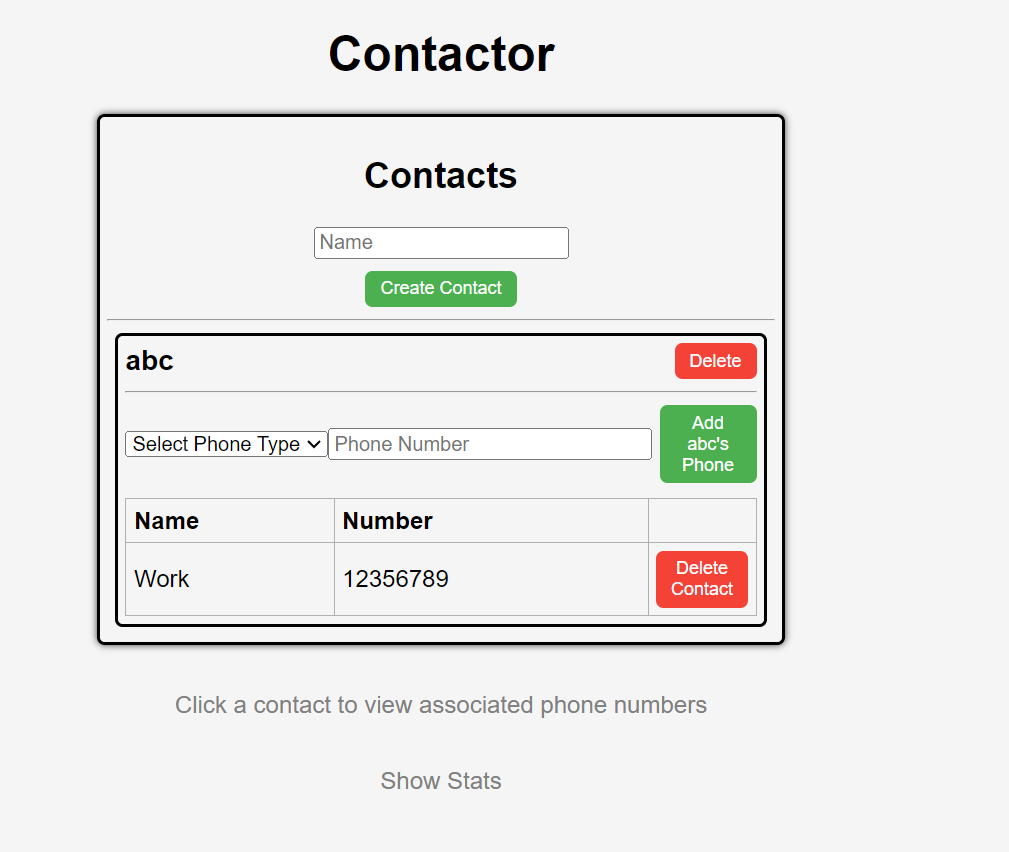 Contactor
Contacts
Name
Create Contact
abc
Delete
Select Phone Type
Phone Number
Add
abc's
Phone
Name
Number
Work
12356789
Delete
Contact
Click a contact to view associated phone numbers
Show Stats